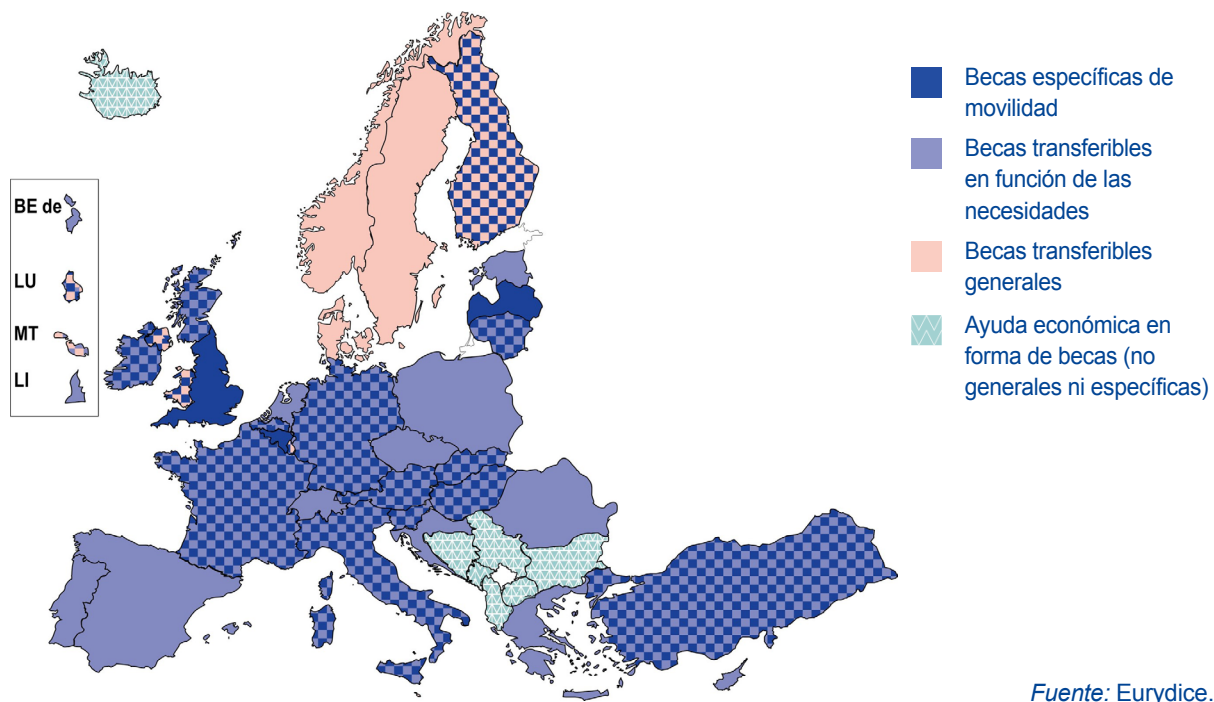 BE de
LU
MT
LI
Becas específicas de
movilidad
Becas transferibles
en función de las
necesidades
Becas transferibles
generales
Ayuda económica en
forma de becas (no
generales ni específicas)
Fuente: Eurydice.